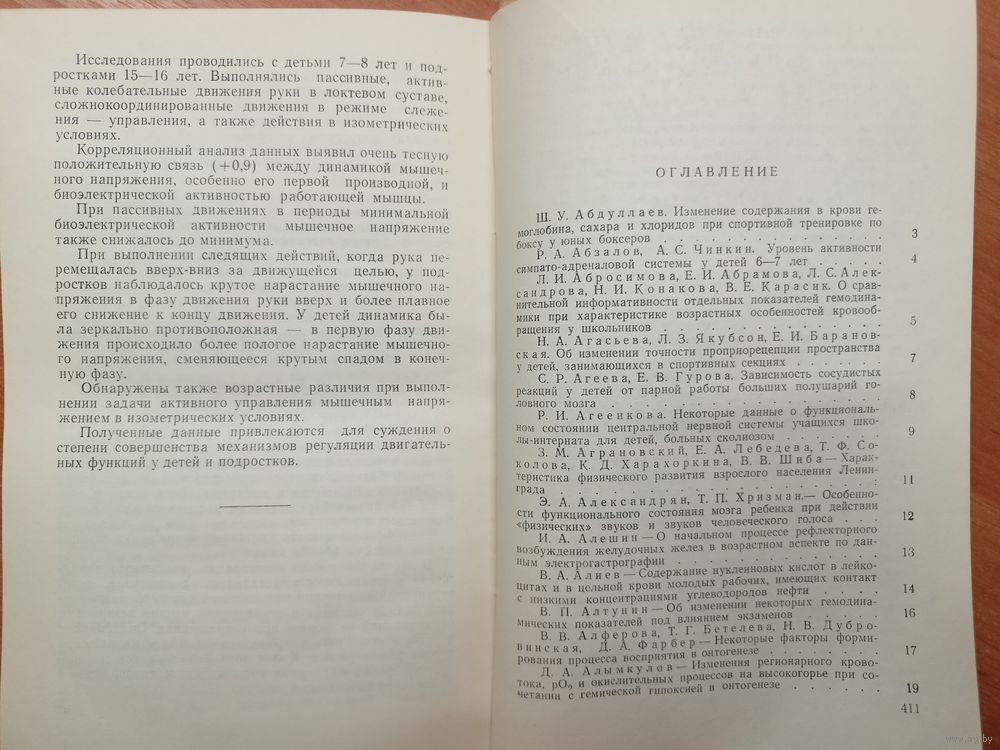 Исследования проводились с детьми 7—8 лет и под-
ростками 15—16 лет. Выполнялись пассивные, актив-
ные колебательные движения руки в локтевом суставе,
сложнокоординированные движения в режиме слеже-
ния — управления, а также действия в изометрических
условиях.
Корреляционный анализ данных выявил очень тесную
положительную связь (+0,9) между динамикой мышеч-
ного напряжения, особенно его первой производной, и
биоэлектрической активностью работающей мышцы.
При пассивных движениях в периоды минимальной
биоэлектрической активности мышечное напряжение
также снижалось до минимума.
При выполнении следящих действий, когда рука пе-
ремещалась вверх-вниз за движущейся целью, у под-
ростков наблюдалось крутое нарастание мышечного на-
пряжения в фазу движения руки вверх и более плавное
его снижение к концу движения. У детей динамика бы-
ла зеркально противоположная — в первую фазу дви-
жения происходило более пологое нарастание мышечно-
го напряжения, сменяющееся крутым спадом в конеч-
ную фазу.
Обнаружены также возрастные различия при выпол-
нении задачи активного управления мышечным напря-
жением в изометрических условиях.
Полученные данные привлекаются для суждения о
степени совершенства механизмов регуляции двигатель-
ных функций у детей и подростков.
ОГЛАВЛЕНИЕ
Ш. У. Абдуллаев. Изменение содержания в крови ге-
моглобина, сахара и хлоридов при спортивной тренировке по
боксу у юных боксеров . . . . . . . . . . . . 3
Р. А. Абзалов, А. С. Чинкин. Уровень активности
симпато-адреналовой системы у детей 6—7 лет . . . . . 4
Л. И. Абросимова, Е. И. Абрамова, Л. С. Алек-
сандрова, Н. И. Конакова, В. Е. Карасик. О срав-
нительной информативности отдельных показателей гемодина-
мики при характеристике возрастных особенностей кровооб-
ращения у школьников . . . . . . . . . . . . 5
Н. А. Агасьева, Л. З. Якубсон, Е. И. Баранов-
ская. Об изменении точности проприорецепции пространства
у детей, занимающихся в спортивных секциях . . . . . . 7
С. Р. Агеева, Е. В. Гурова. Зависимость сосудистых
реакций у детей от парной работы больших полушарий го-
ловного мозга . . . . . . . . . . . . . . 8
Р. И. Агеенкова. Некоторые данные о функциональ-
ном состоянии центральной нервной системы учащихся шко-
лы-интерната для детей, больных сколиозом . . . . . . . 9
З. М. Аграновский, Е. А. Лебедева, Т. Ф. Со-
колова, К. Д. Харахоркина, В. В. Шиба — Харак-
теристика физического развития взрослого населения Ленин-
града . . . . . . . . . . . . . . . . 11
Э. А. Александрян, Т. П. Хризман.— Особенно-
сти функционального состояния мозга ребенка при действии
«физических» звуков и звуков человеческого голоса . . . 12
И. А. Алешин — О начальном процессе рефлекторного
возбуждения желудочных желез в возрастном аспекте по дан-
ным электрогастрографии . . . . . . . . . . . 13
В. А. Алиев — Содержание нуклеиновых кислот в лейко-
цитах и в цельной крови молодых рабочих, имеющих контакт
с низкими концентрациями углеводородов нефти . . . . 14
В. П. Алтунин — Об изменении некоторых гемодина-
мических показателей под влиянием экзаменов . . . . 16
В. В. Алферова, Т. Г. Бетелева, Н. В. Дубро-
винская, Д. А. Фарбер — Некоторые факторы форми-
рования процесса восприятия в онтогенезе . . . . . . . . 17
Д. А. Алымкулов — Изменения регионарного крово-
тока, pO₂ и окислительных процессов на высокогорье при со-
четании с гемической гипоксией в онтогенезе . . . . . . 19
411
www.ay.by